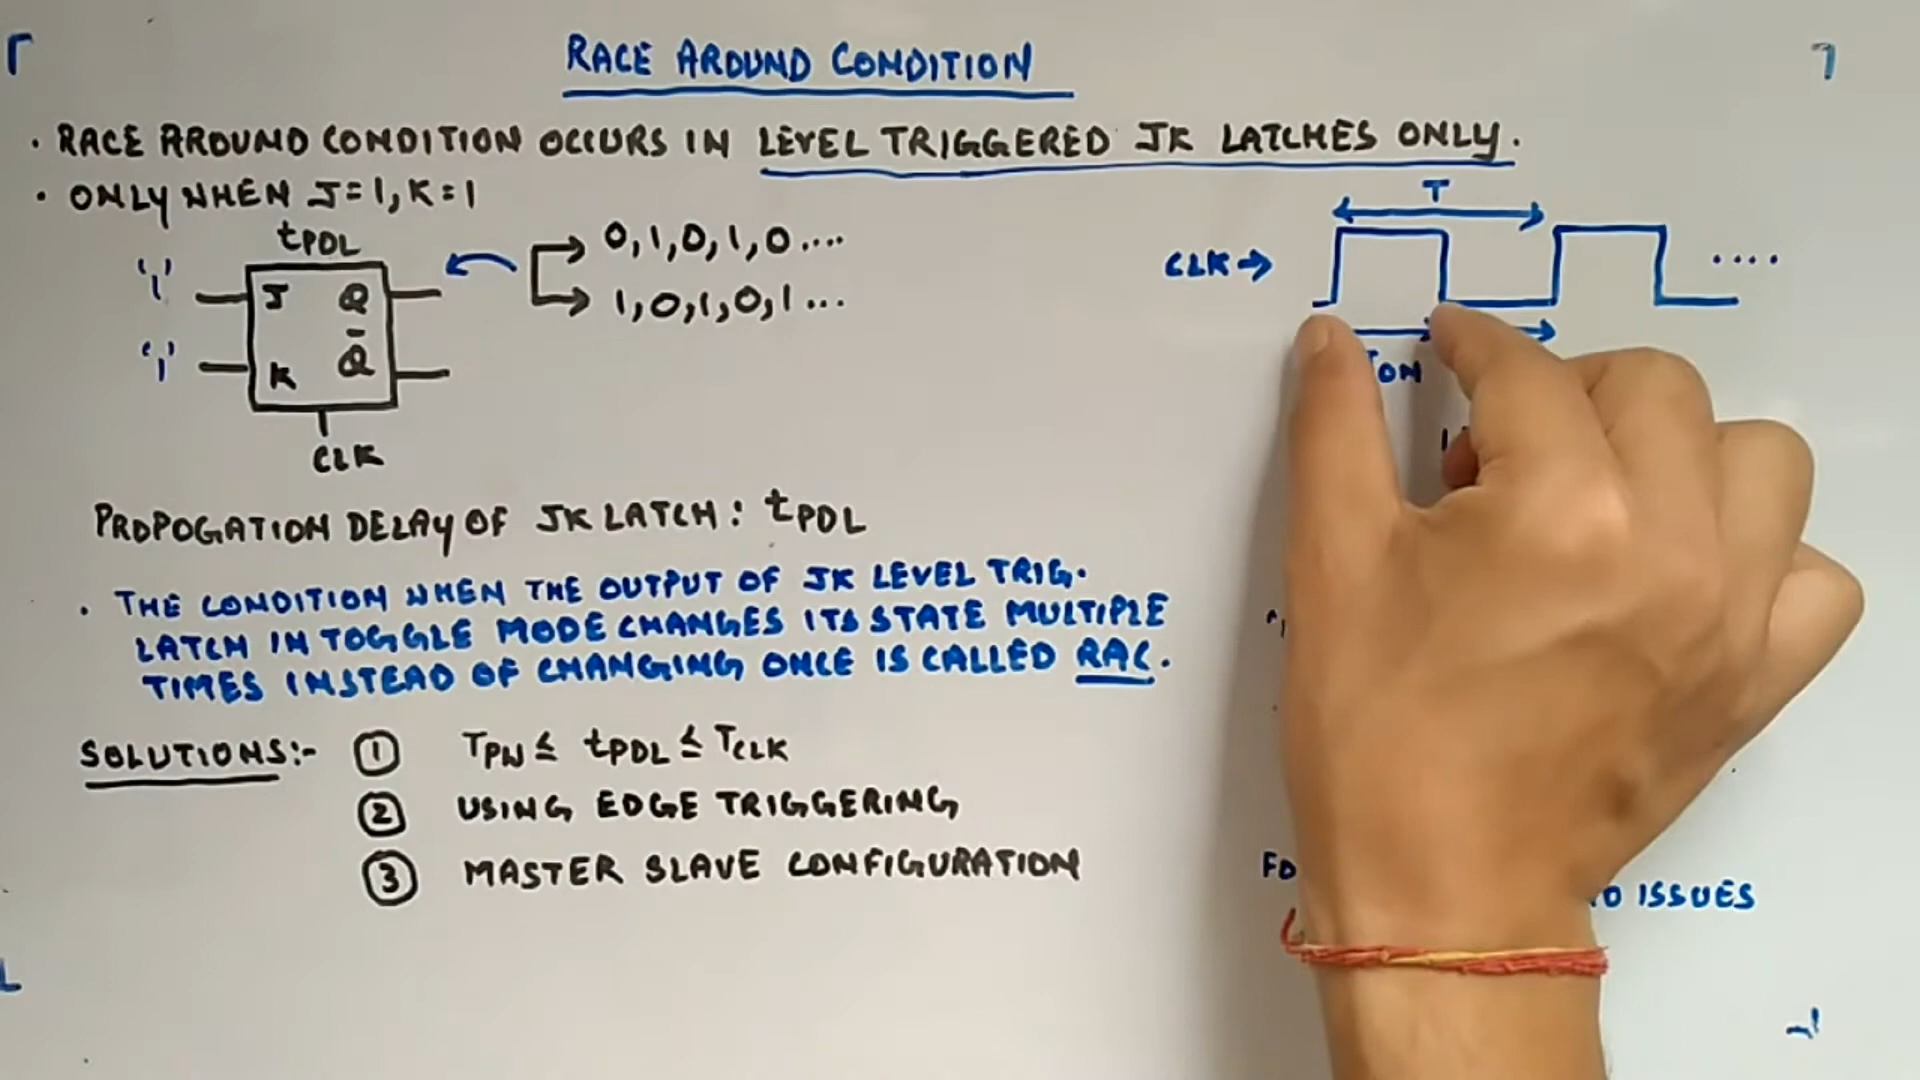 RACE AROUND CONDITION
. RACE AROUND CONDITION OCCURS IN LEVEL TRIGGERED JK LATCHES ONLY.
. ONLY WHEN J=1, K=1
T
tPDL
0,1,0,1,0....
CLK→
....
'1'
J Q
1,0,1,0,1...
'1'
K Q̅
TON
CLK
PROPOGATION DELAY OF JK LATCH: tPDL
. THE CONDITION WHEN THE OUTPUT OF JK LEVEL TRIG.
LATCH IN TOGGLE MODE CHANGES ITS STATE MULTIPLE
TIMES INSTEAD OF CHANGING ONCE IS CALLED RAC.
SOLUTIONS:- ① TPW ≤ tPDL ≤ TCLK
② USING EDGE TRIGGERING
③ MASTER SLAVE CONFIGURATION
ISSUES